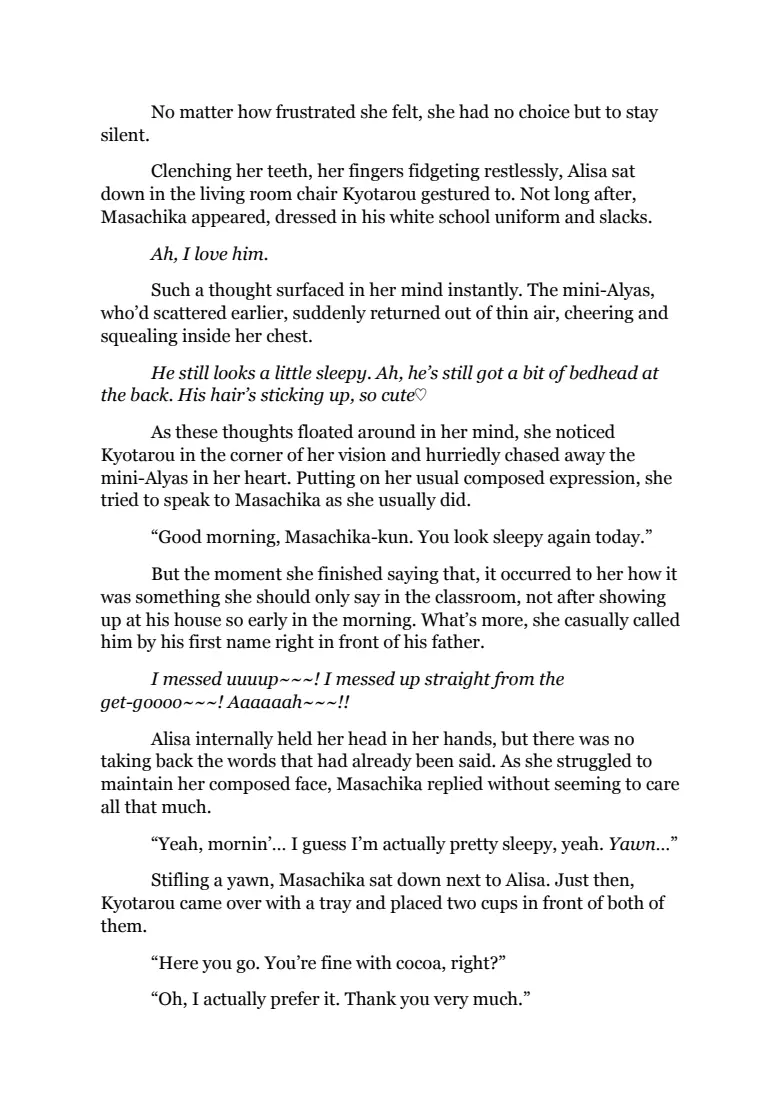 No matter how frustrated she felt, she had no choice but to stay
silent.
Clenching her teeth, her fingers fidgeting restlessly, Alisa sat
down in the living room chair Kyotarou gestured to. Not long after,
Masachika appeared, dressed in his white school uniform and slacks.
Ah, I love him.
Such a thought surfaced in her mind instantly. The mini-Alyas,
who’d scattered earlier, suddenly returned out of thin air, cheering and
squealing inside her chest.
He still looks a little sleepy. Ah, he’s still got a bit of bedhead at
the back. His hair’s sticking up, so cute♡
As these thoughts floated around in her mind, she noticed
Kyotarou in the corner of her vision and hurriedly chased away the
mini-Alyas in her heart. Putting on her usual composed expression, she
tried to speak to Masachika as she usually did.
“Good morning, Masachika-kun. You look sleepy again today.”
But the moment she finished saying that, it occurred to her how it
was something she should only say in the classroom, not after showing
up at his house so early in the morning. What’s more, she casually called
him by his first name right in front of his father.
I messed uuuup~~~! I messed up straight from the
get-goooo~~~! Aaaaaah~~~!!
Alisa internally held her head in her hands, but there was no
taking back the words that had already been said. As she struggled to
maintain her composed face, Masachika replied without seeming to care
all that much.
“Yeah, mornin’… I guess I’m actually pretty sleepy, yeah. Yawn…”
Stifling a yawn, Masachika sat down next to Alisa. Just then,
Kyotarou came over with a tray and placed two cups in front of both of
them.
“Here you go. You’re fine with cocoa, right?”
“Oh, I actually prefer it. Thank you very much.”